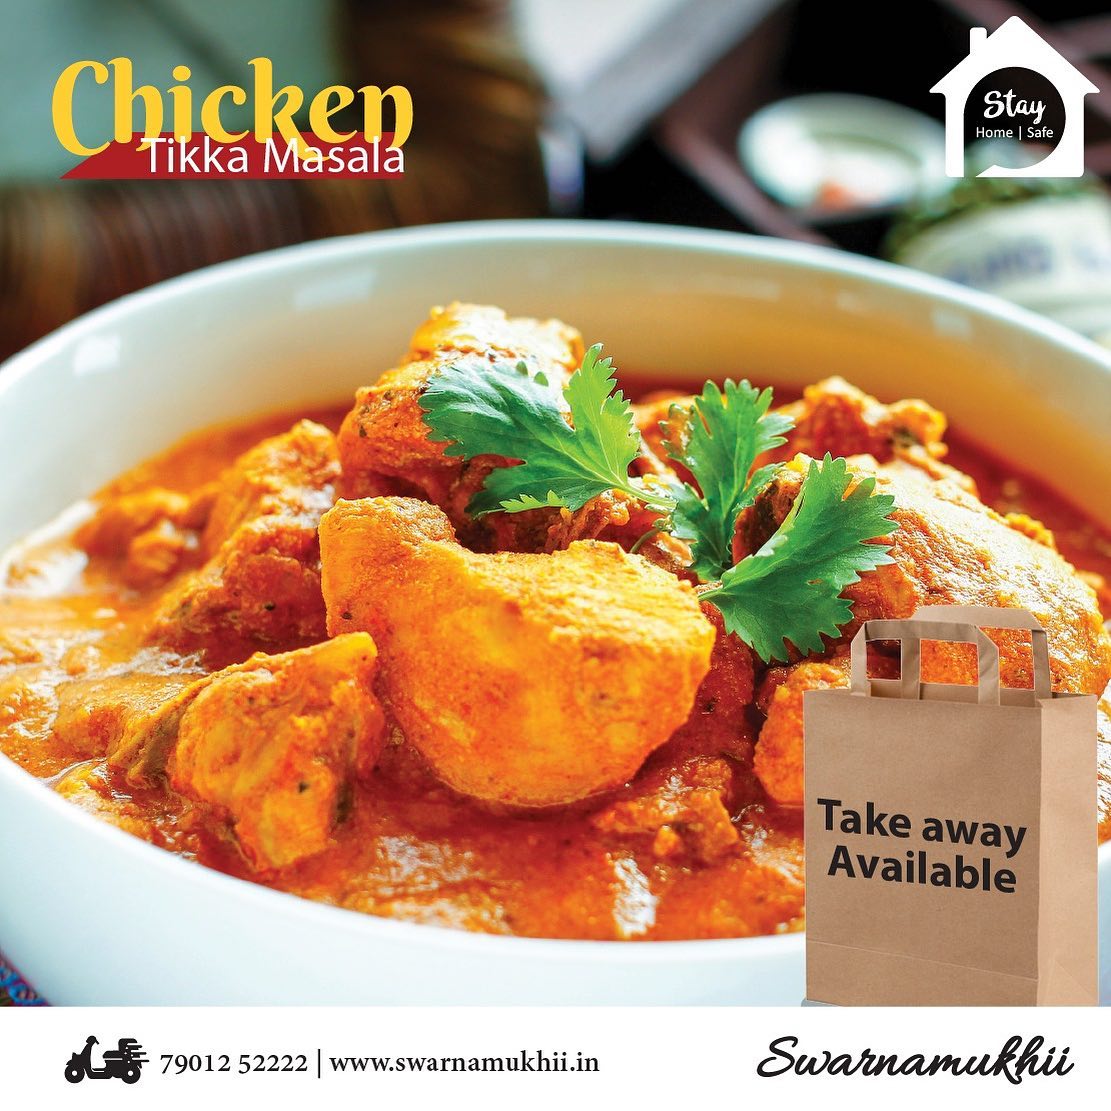 Chicken
Tikka Masala
Stay
Home | Safe
Take away
Available
79012 52222 | www.swarnamukhii.in
Swarnamukhii